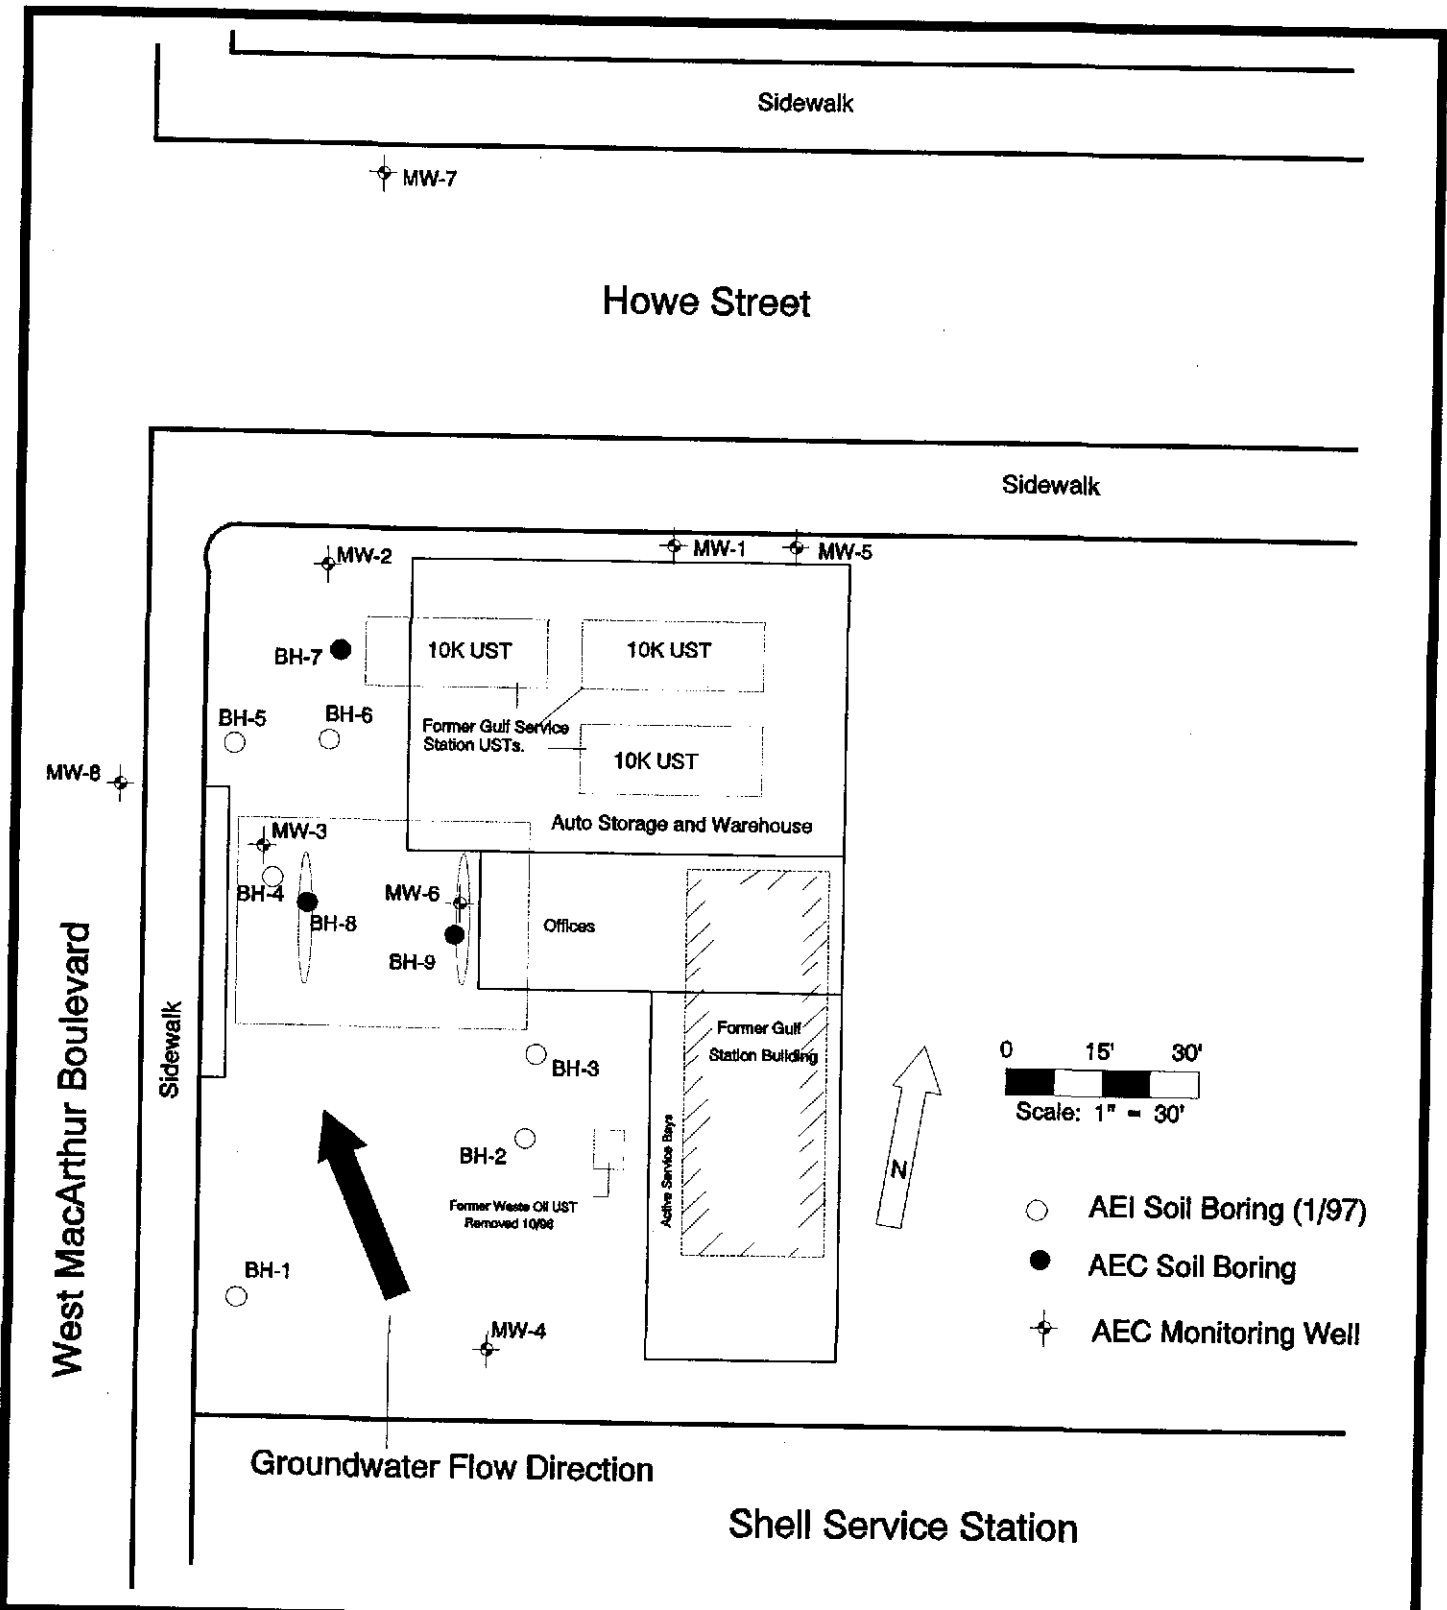 Sidewalk
MW-7
Howe Street
Sidewalk
MW-2
MW-1
MW-5
BH-7
10K UST
10K UST
BH-5
BH-6
Former Gulf Service
Station USTs.
10K UST
MW-8
Auto Storage and Warehouse
MW-3
BH-4
MW-6
BH-8
Offices
BH-9
West MacArthur Boulevard
Sidewalk
Former Gulf
Station Building
BH-3
0 15' 30'
Scale: 1" = 30'
BH-2
Active Service Bays
N
Former Waste Oil UST
Removed 10/96
AEI Soil Boring (1/97)
AEC Soil Boring
BH-1
MW-4
AEC Monitoring Well
Groundwater Flow Direction
Shell Service Station